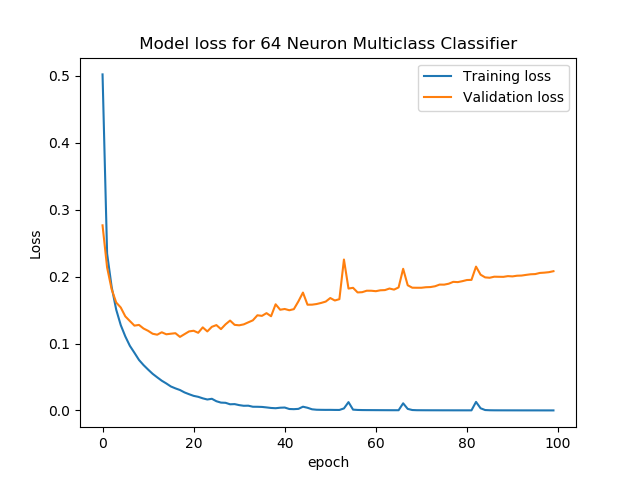 Model loss for 64 Neuron Multiclass Classifier
Training loss
Validation loss
0.5
0.4
0.3
0.2
0.1
0.0
Loss
0
20
40
60
80
100
epoch